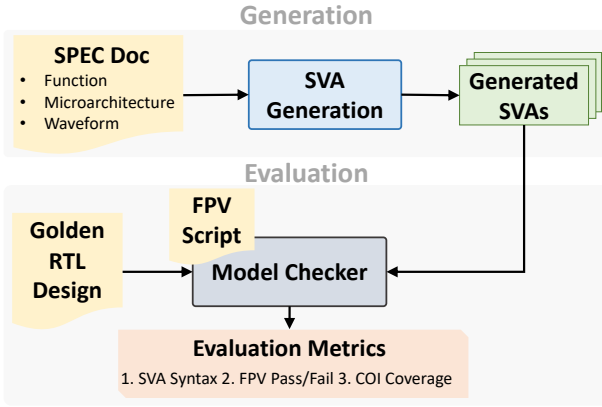 Generation
SPEC Doc
• Function
• Microarchitecture
• Waveform
SVA
Generation
Generated
SVAs
Evaluation
FPV
Script
Golden
RTL
Design
Model Checker
Evaluation Metrics
1. SVA Syntax 2. FPV Pass/Fail 3. COI Coverage